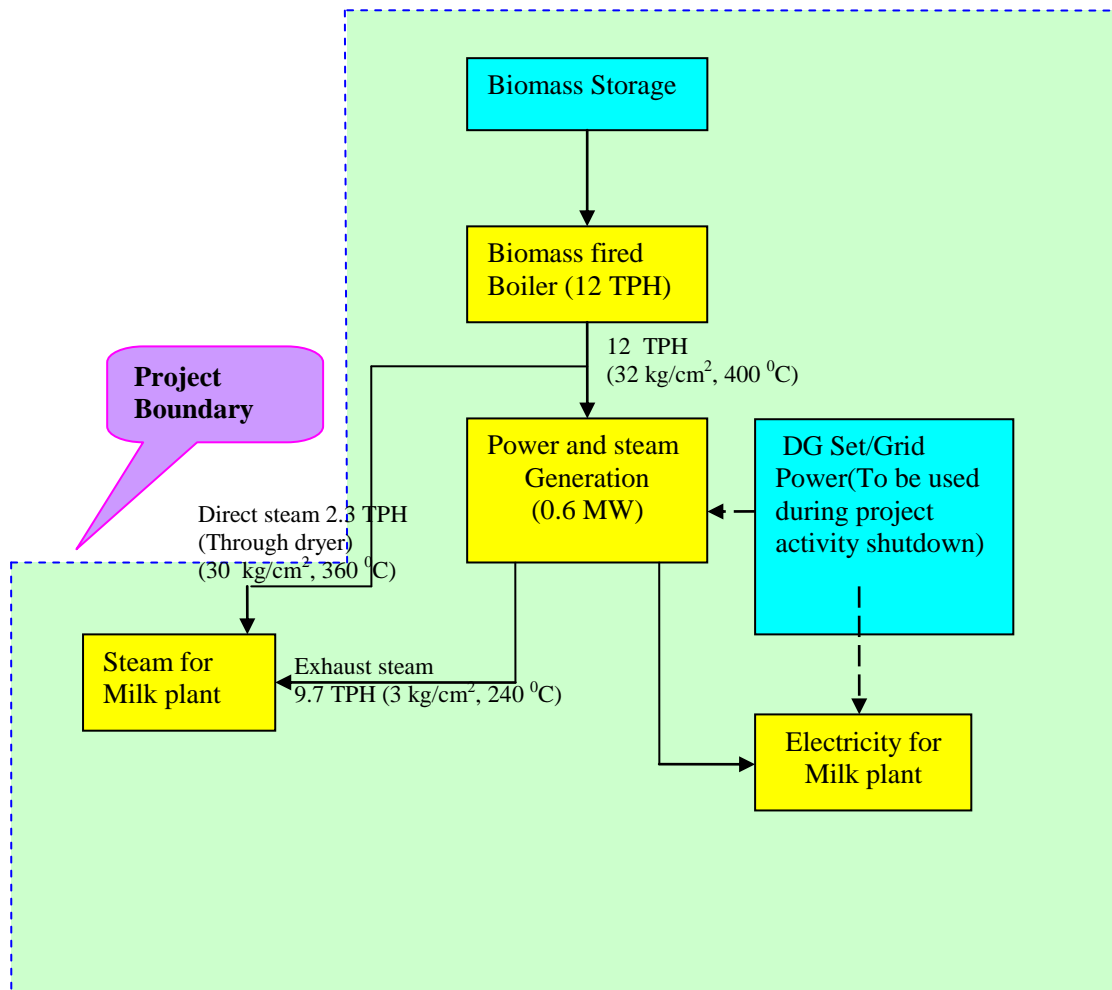 Biomass Storage
Biomass fired
Boiler (12 TPH)
12 TPH
(32 kg/cm², 400 ⁰C)
Project
Boundary
Power and steam
Generation
(0.6 MW)
DG Set/Grid
Power(To be used
during project
activity shutdown)
Direct steam 2.3 TPH
(Through dryer)
(30 kg/cm², 360 ⁰C)
Steam for
Milk plant
Exhaust steam
9.7 TPH (3 kg/cm², 240 ⁰C)
Electricity for
Milk plant